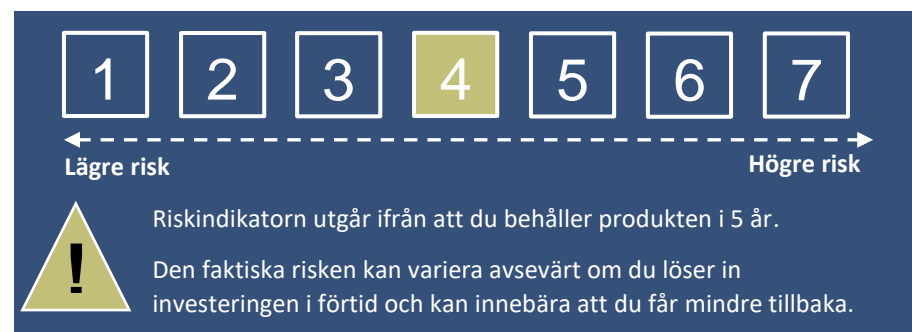 1 2 3 4 5 6 7
Lägre risk Högre risk
!
Riskindikatorn utgår ifrån att du behåller produkten i 5 år.
Den faktiska risken kan variera avsevärt om du löser in
investeringen i förtid och kan innebära att du får mindre tillbaka.